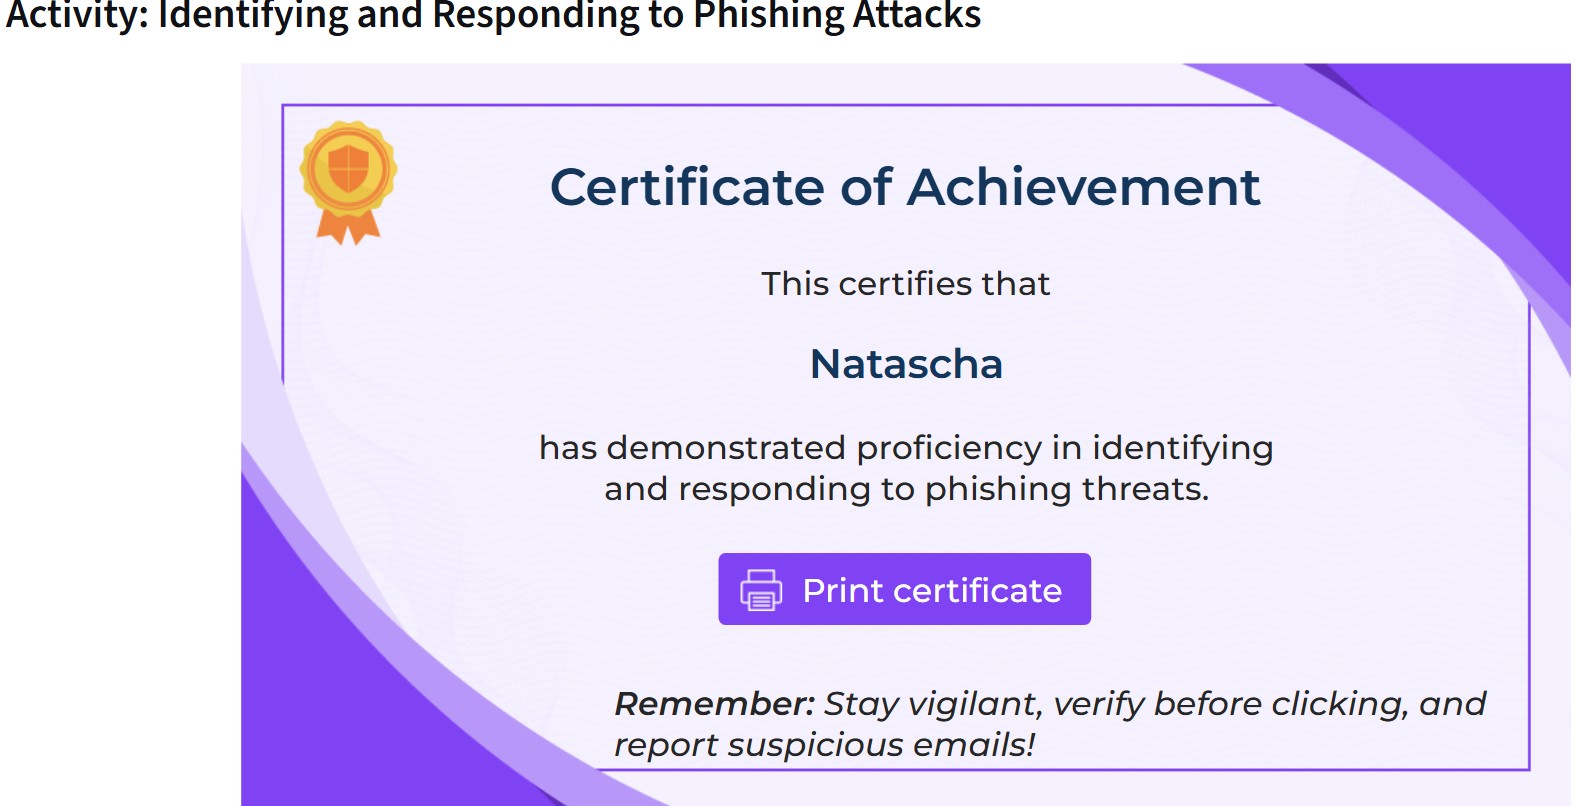 Activity: Identifying and Responding to Phishing Attacks
Certificate of Achievement
This certifies that
Natascha
has demonstrated proficiency in identifying
and responding to phishing threats.
Print certificate
Remember: Stay vigilant, verify before clicking, and
report suspicious emails!